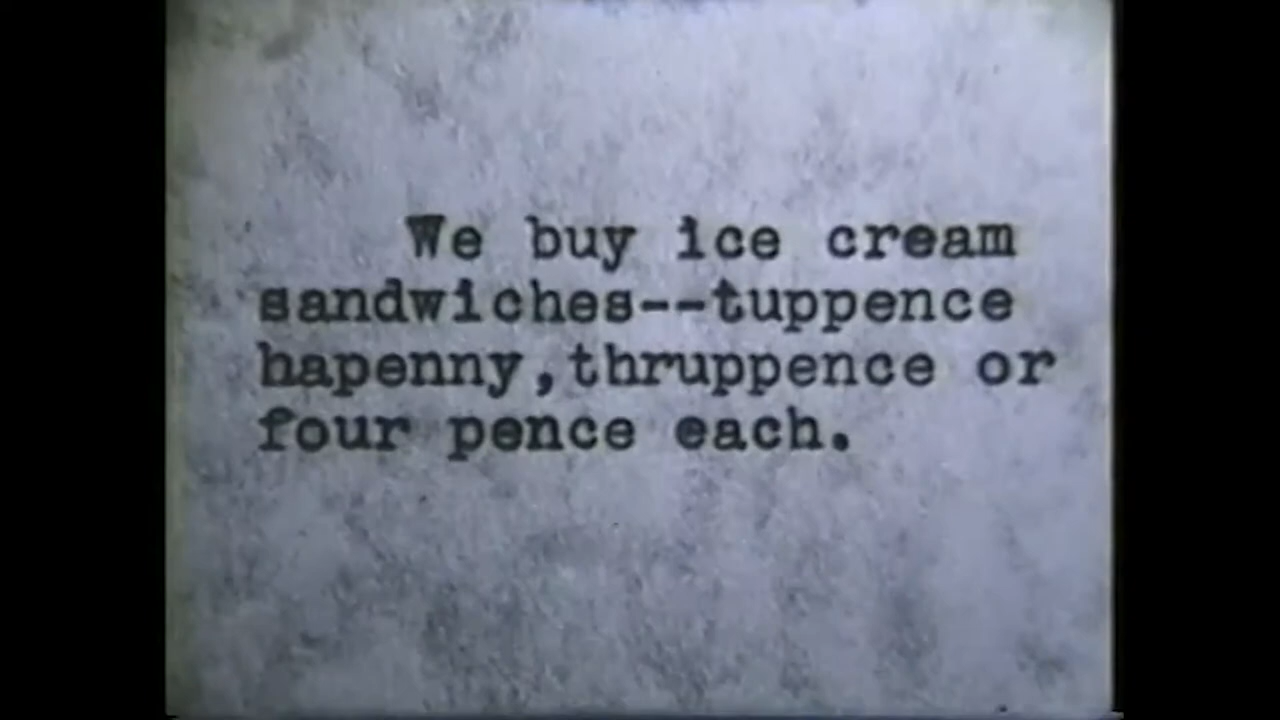 We buy ice cream
sandwiches--tuppence
hapenny,thruppence or
four pence each.